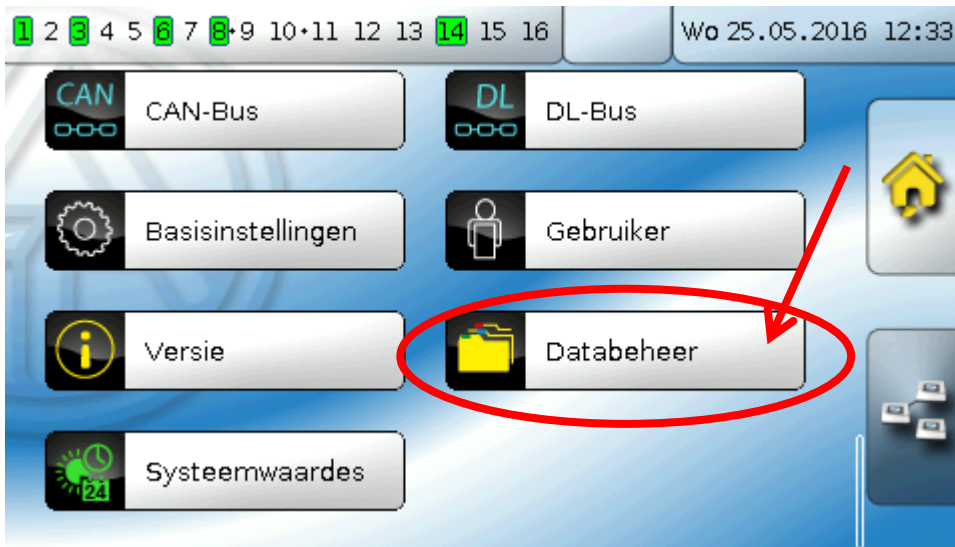 1 2 3 4 5 6 7 8·9 10·11 12 13 14 15 16 Wo 25.05.2016 12:33
CAN CAN-Bus DL DL-Bus
Basisinstellingen Gebruiker
Versie Databeheer
24 Systeemwaardes